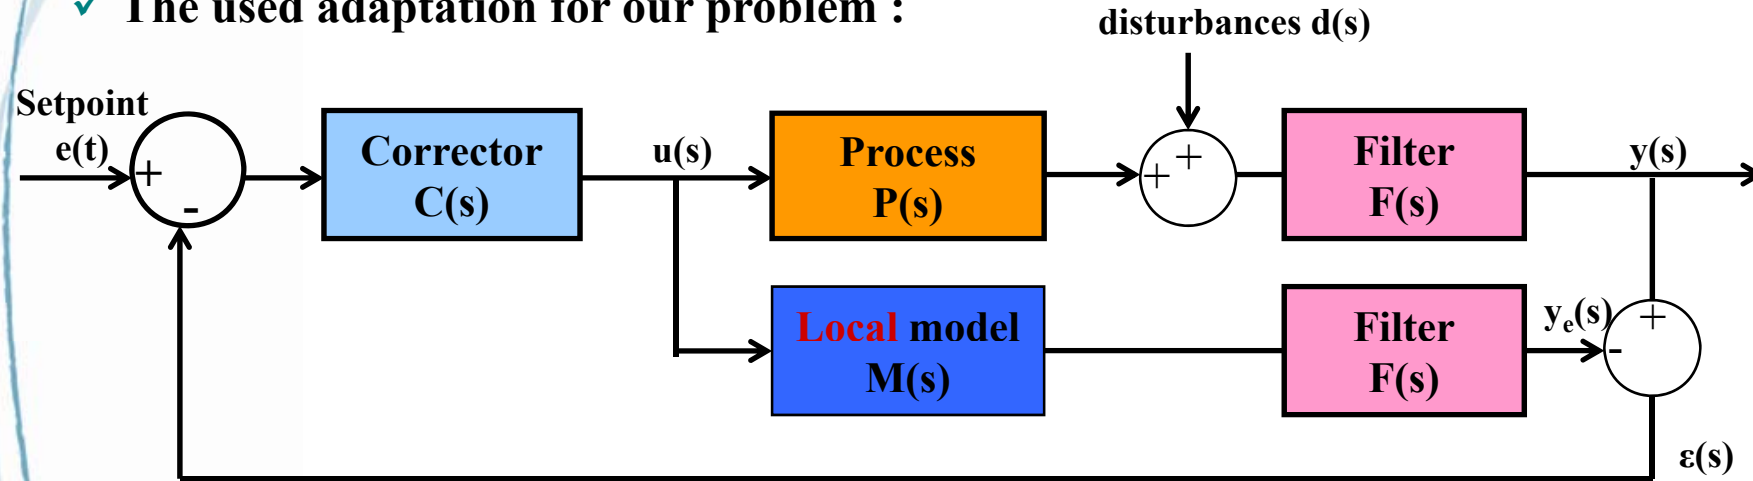 ✓ The used adaptation for our problem :
disturbances d(s)
Setpoint
e(t)
+
-
Corrector
C(s)
u(s)
Process
P(s)
+
+
Filter
F(s)
y(s)
Local model
M(s)
Filter
F(s)
yₑ(s)
+
-
ε(s)